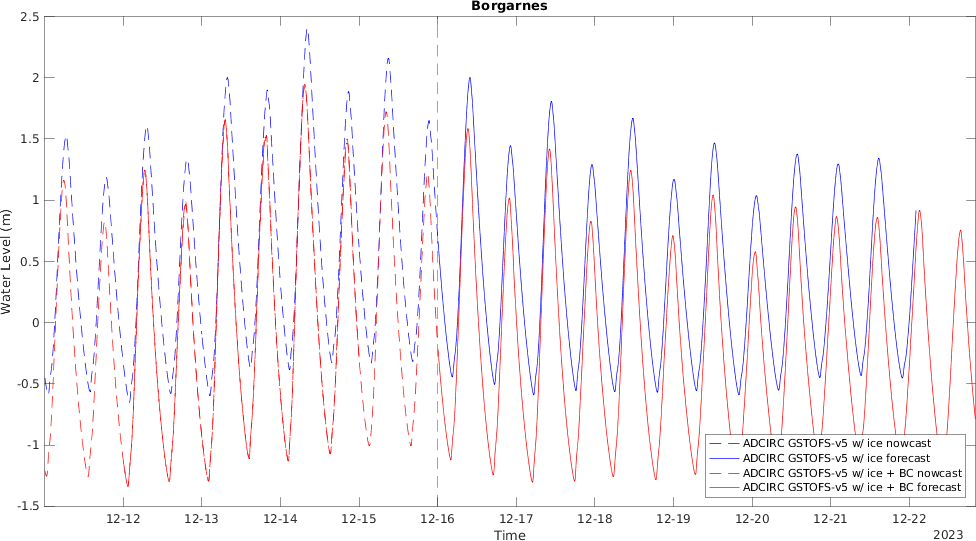 Borgarnes
2.5
2
1.5
1
0.5
0
-0.5
-1
-1.5
Water Level (m)
12-12 12-13 12-14 12-15 12-16 12-17 12-18 12-19 12-20 12-21 12-22
Time
2023
ADCIRC GSTOFS-v5 w/ ice nowcast
ADCIRC GSTOFS-v5 w/ ice forecast
ADCIRC GSTOFS-v5 w/ ice + BC nowcast
ADCIRC GSTOFS-v5 w/ ice + BC forecast